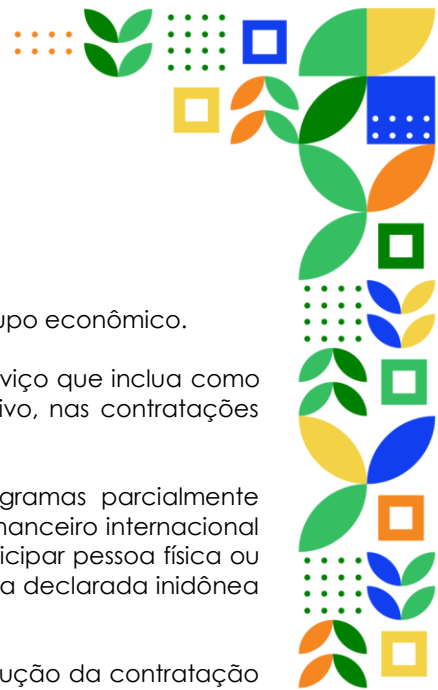 upo econômico.
viço que inclua como
ivo, nas contratações
gramas parcialmente
nanceiro internacional
ticipar pessoa física ou
a declarada inidônea
ução da contratação